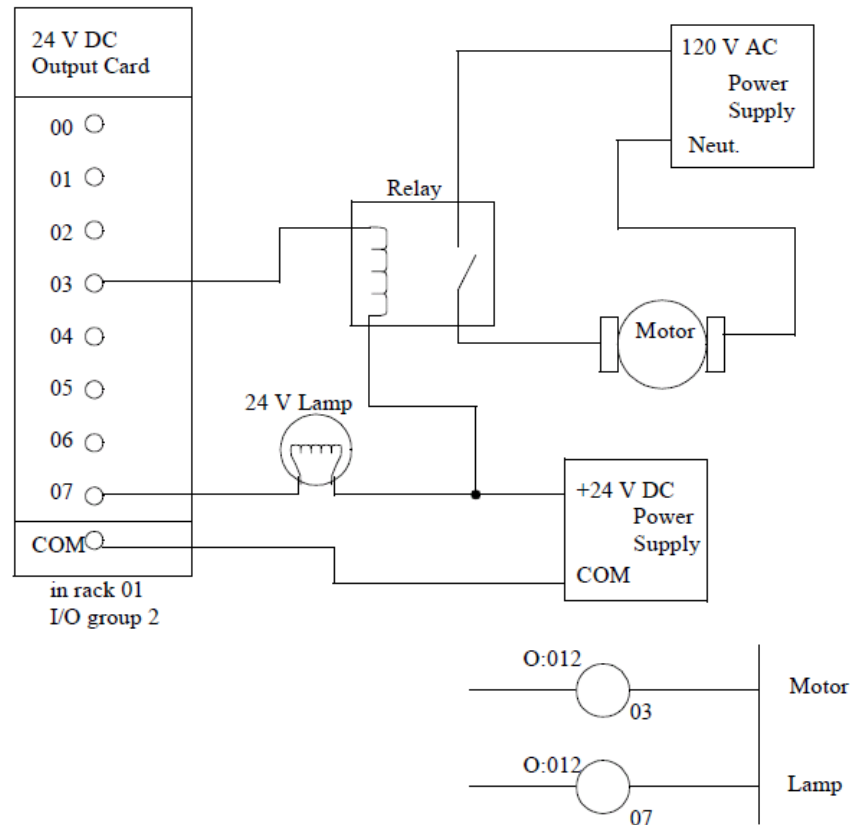 24 V DC
Output Card
00
01
02
03
04
05
06
07
COM
in rack 01
I/O group 2
Relay
24 V Lamp
120 V AC
Power
Supply
Neut.
Motor
+24 V DC
Power
Supply
COM
O:012
03
Motor
O:012
07
Lamp